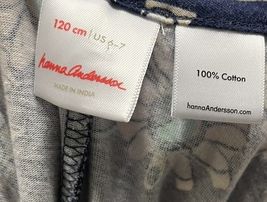 120 cm | US 6-7
hanna Andersson
MADE IN INDIA
100% Cotton
hannaAndersson.com